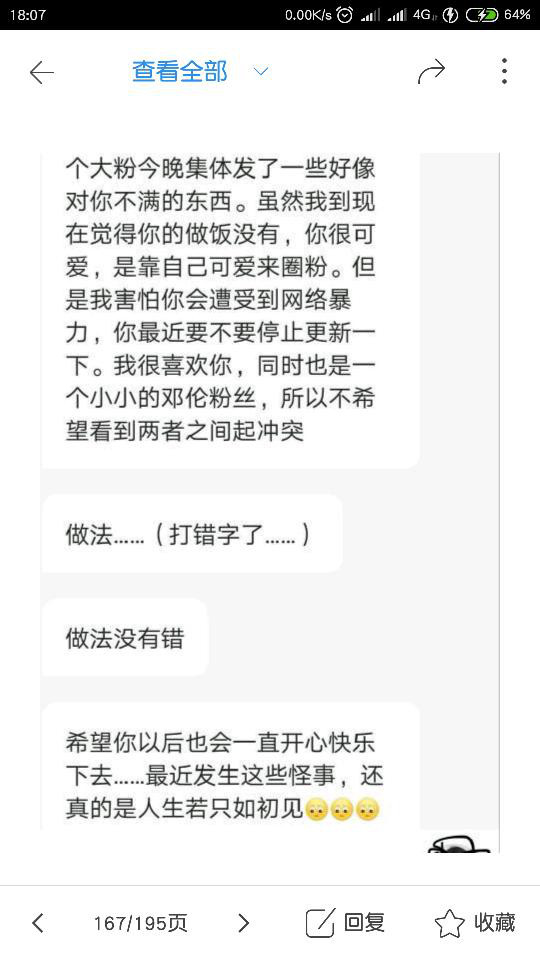 18:07 0.00K/s 4G 64%
查看全部
个大粉今晚集体发了一些好像
对你不满的东西。虽然我到现
在觉得你的做饭没有，你很可
爱，是靠自己可爱来圈粉。但
是我害怕你会遭受到网络暴
力，你最近要不要停止更新一
下。我很喜欢你，同时也是一
个小小的邓伦粉丝，所以不希
望看到两者之间起冲突
做法……（打错字了……）
做法没有错
希望你以后也会一直开心快乐
下去……最近发生这些怪事，还
真的是人生若只如初见
167/195页 回复 收藏